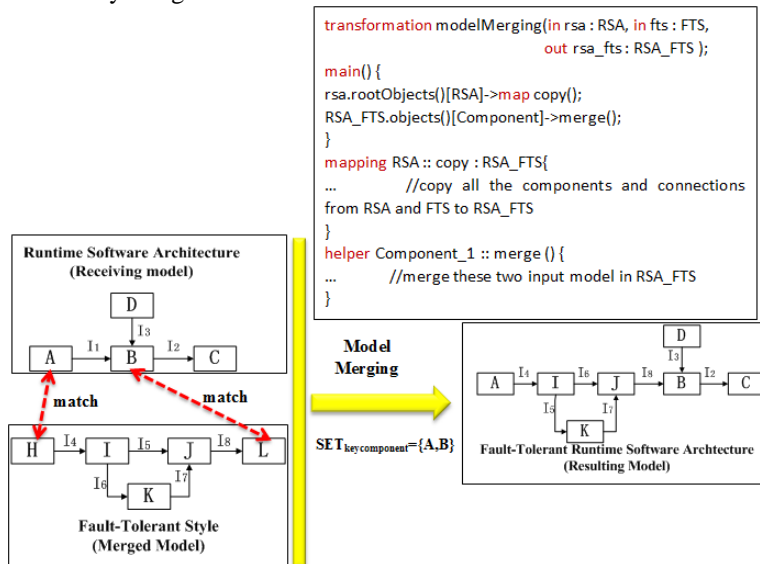 transformation modelMerging(in rsa : RSA, in fts : FTS,
out rsa_fts : RSA_FTS );
main() {
rsa.rootObjects()[RSA]->map copy();
RSA_FTS.objects()[Component]->merge();
}
mapping RSA :: copy : RSA_FTS{
... //copy all the components and connections
from RSA and FTS to RSA_FTS
}
helper Component_1 :: merge () {
... //merge these two input model in RSA_FTS
}
Runtime Software Architecture
(Receiving model)
D
I3
A I1 B I2 C
match
match
H I4 I I5 J I8 L
I6 K I7
Fault-Tolerant Style
(Merged Model)
Model
Merging
SETkeycomponent={A,B}
D
I3
A I4 I I6 J I8 B I2 C
I5 K I7
Fault-Tolerant Runtime Software Archtecture
(Resulting Model)